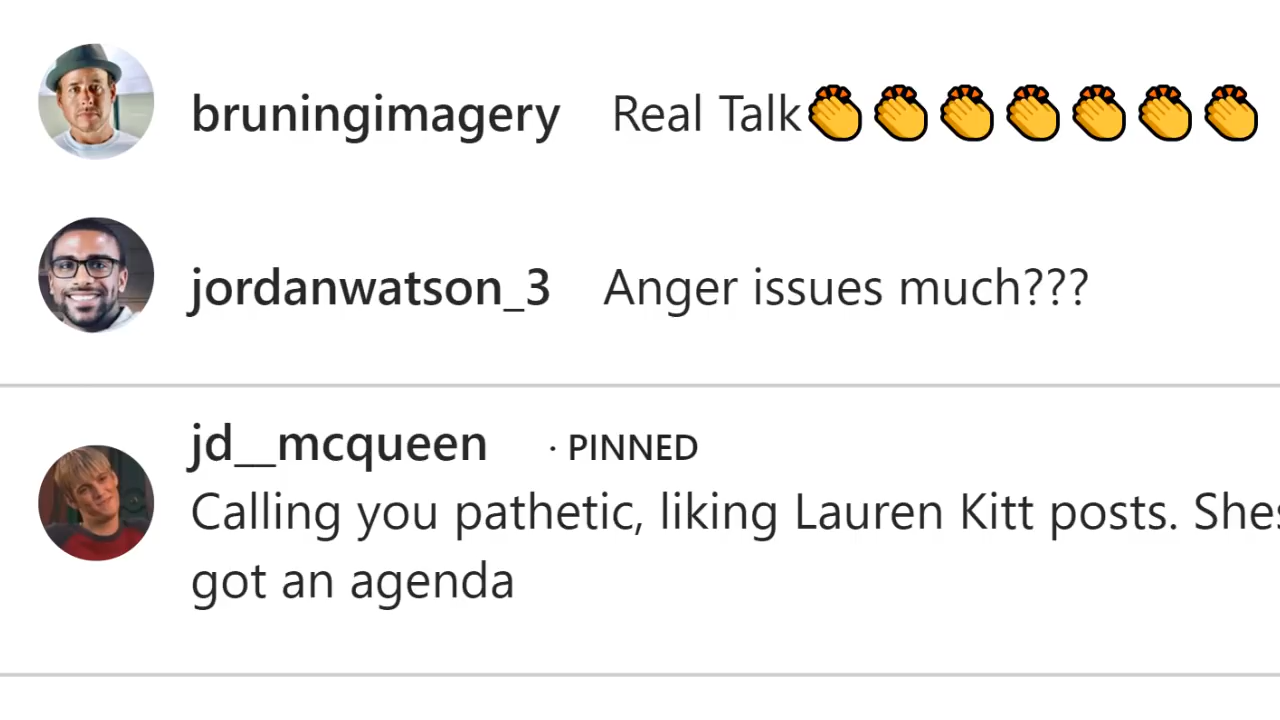 bruningimagery Real Talk👏👏👏👏👏👏👏
jordanwatson_3 Anger issues much???
jd__mcqueen · PINNED
Calling you pathetic, liking Lauren Kitt posts. Shes
got an agenda